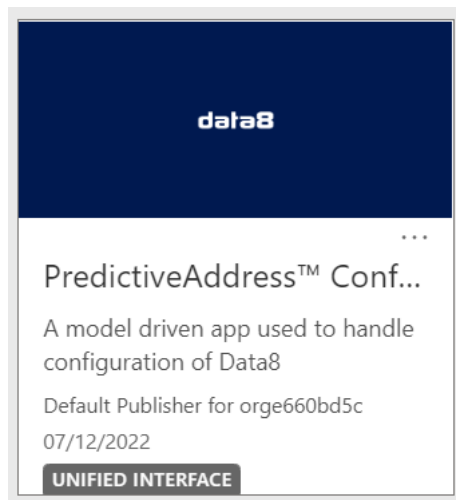 data8
...
PredictiveAddress™ Conf...
A model driven app used to handle
configuration of Data8
Default Publisher for orge660bd5c
07/12/2022
UNIFIED INTERFACE